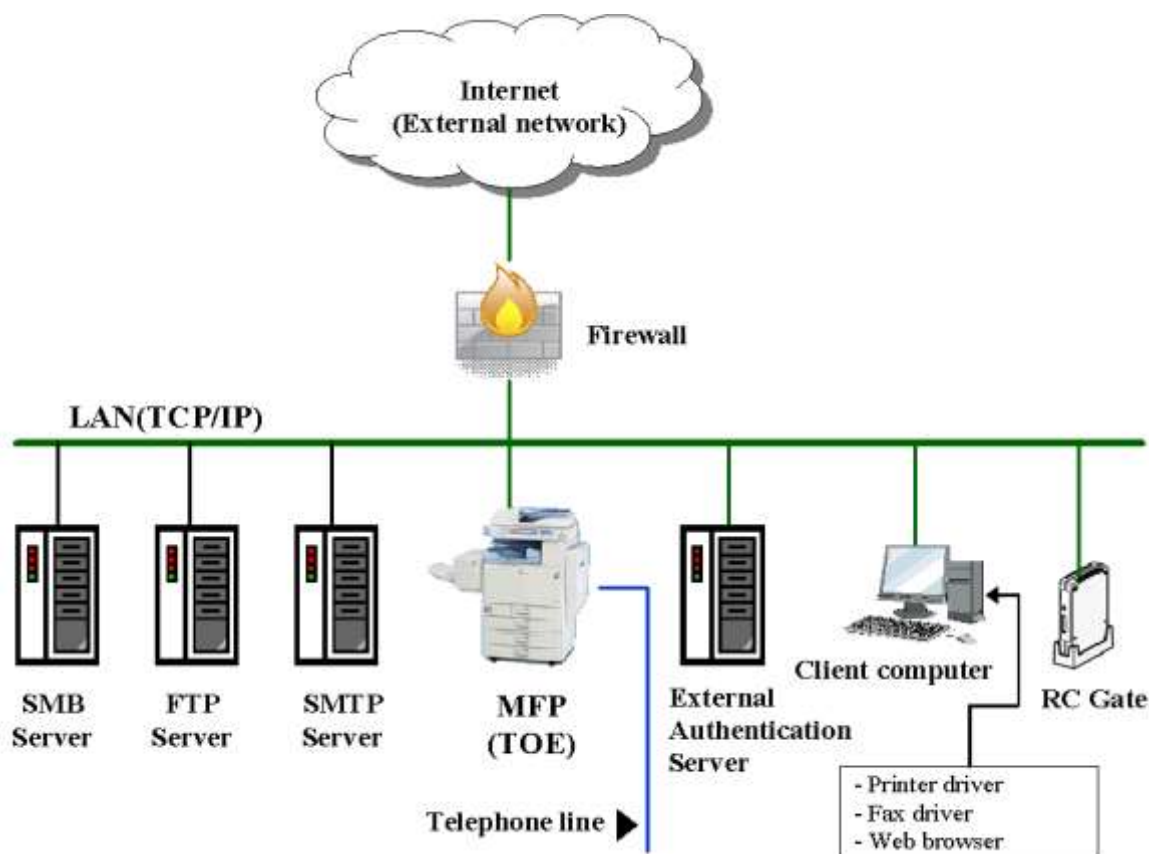 Internet
(External network)
Firewall
LAN(TCP/IP)
SMB
Server
FTP
Server
SMTP
Server
MFP
(TOE)
External
Authentication
Server
Client computer
RC Gate
Telephone line
- Printer driver
- Fax driver
- Web browser